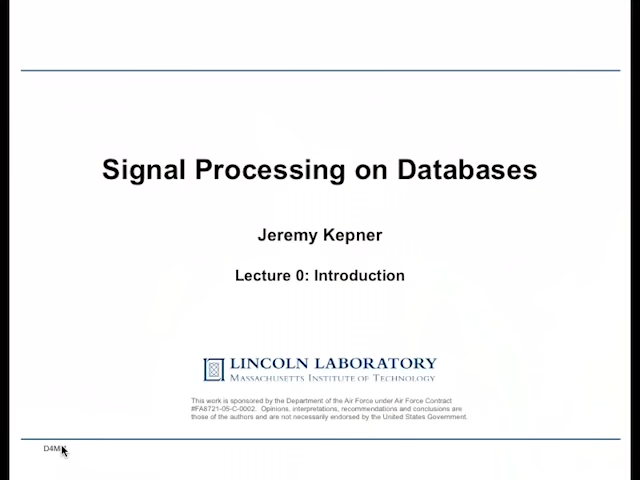 Signal Processing on Databases
Jeremy Kepner
Lecture 0: Introduction
LINCOLN LABORATORY
MASSACHUSETTS INSTITUTE OF TECHNOLOGY
This work is sponsored by the Department of the Air Force under Air Force Contract
#FA8721-05-C-0002. Opinions, interpretations, recommendations and conclusions are
those of the authors and are not necessarily endorsed by the United States Government.